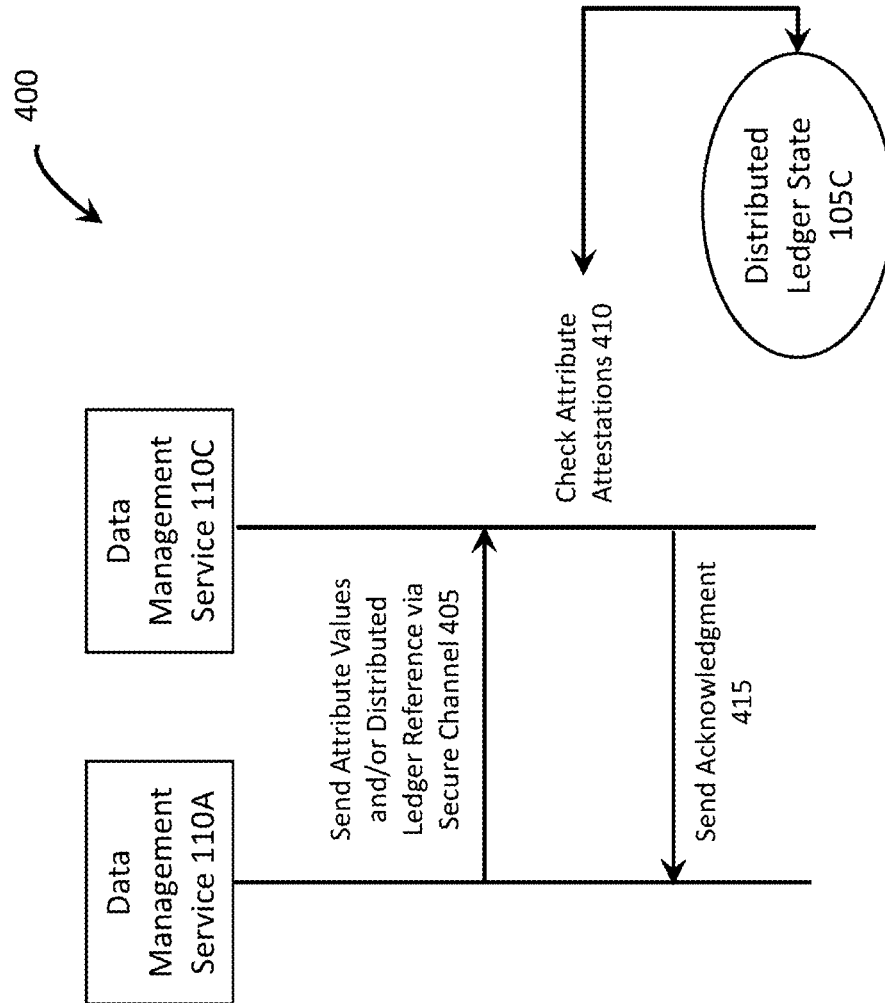 400
Data
Management
Service 110A
Data
Management
Service 110C
Send Attribute Values
and/or Distributed
Ledger Reference via
Secure Channel 405
Check Attribute
Attestations 410
Send Acknowledgment
415
Distributed
Ledger State
105C